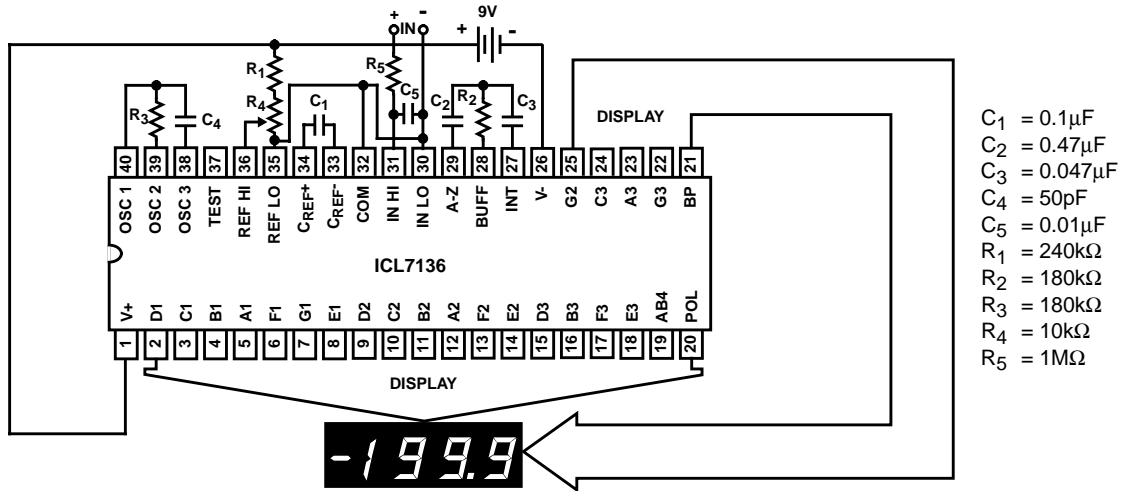 + IN - 9V
+ -
R1 R5 C5 C2 R2 C3
R3 C4 R4 C1
DISPLAY
40 39 38 37 36 35 34 33 32 31 30 29 28 27 26 25 24 23 22 21
OSC 1 OSC 2 OSC 3 TEST REF HI REF LO CREF+ CREF- COM IN HI IN LO A-Z BUFF INT V- G2 C3 A3 G3 BP
ICL7136
V+ D1 C1 B1 A1 F1 G1 E1 D2 C2 B2 A2 F2 E2 D3 B3 F3 E3 AB4 POL
1 2 3 4 5 6 7 8 9 10 11 12 13 14 15 16 17 18 19 20
DISPLAY
-199.9
C1 = 0.1µF
C2 = 0.47µF
C3 = 0.047µF
C4 = 50pF
C5 = 0.01µF
R1 = 240kΩ
R2 = 180kΩ
R3 = 180kΩ
R4 = 10kΩ
R5 = 1MΩ